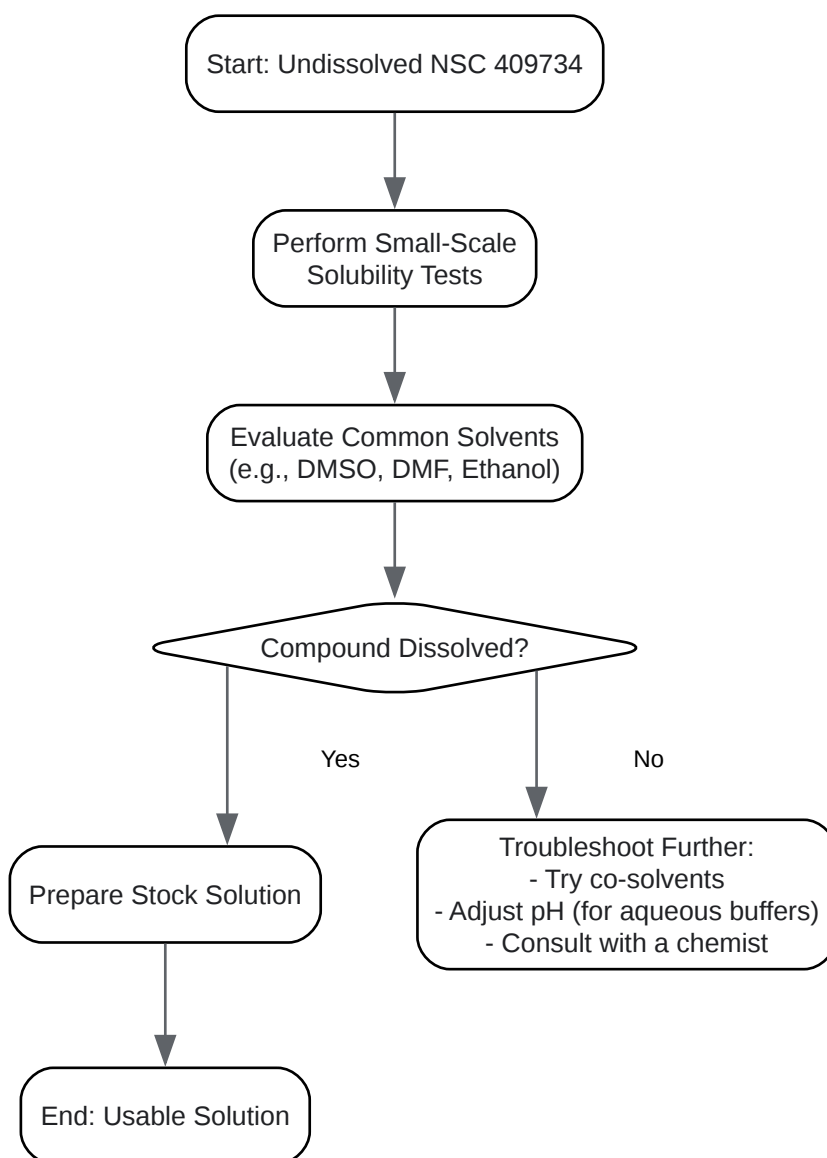 Start: Undissolved NSC 409734
Perform Small-Scale
Solubility Tests
Evaluate Common Solvents
(e.g., DMSO, DMF, Ethanol)
Compound Dissolved?
Yes
No
Prepare Stock Solution
Troubleshoot Further:
- Try co-solvents
- Adjust pH (for aqueous buffers)
- Consult with a chemist
End: Usable Solution